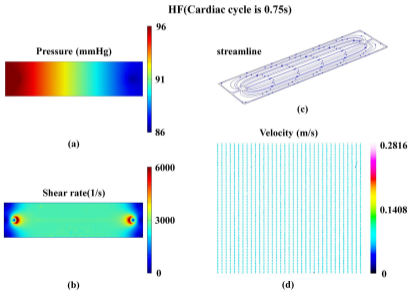 HF(Cardiac cycle is 0.75s)
Pressure (mmHg)
96
91
86
(a)
streamline
(c)
Shear rate(1/s)
6000
3000
0
(b)
Velocity (m/s)
0.2816
0.1408
0
(d)